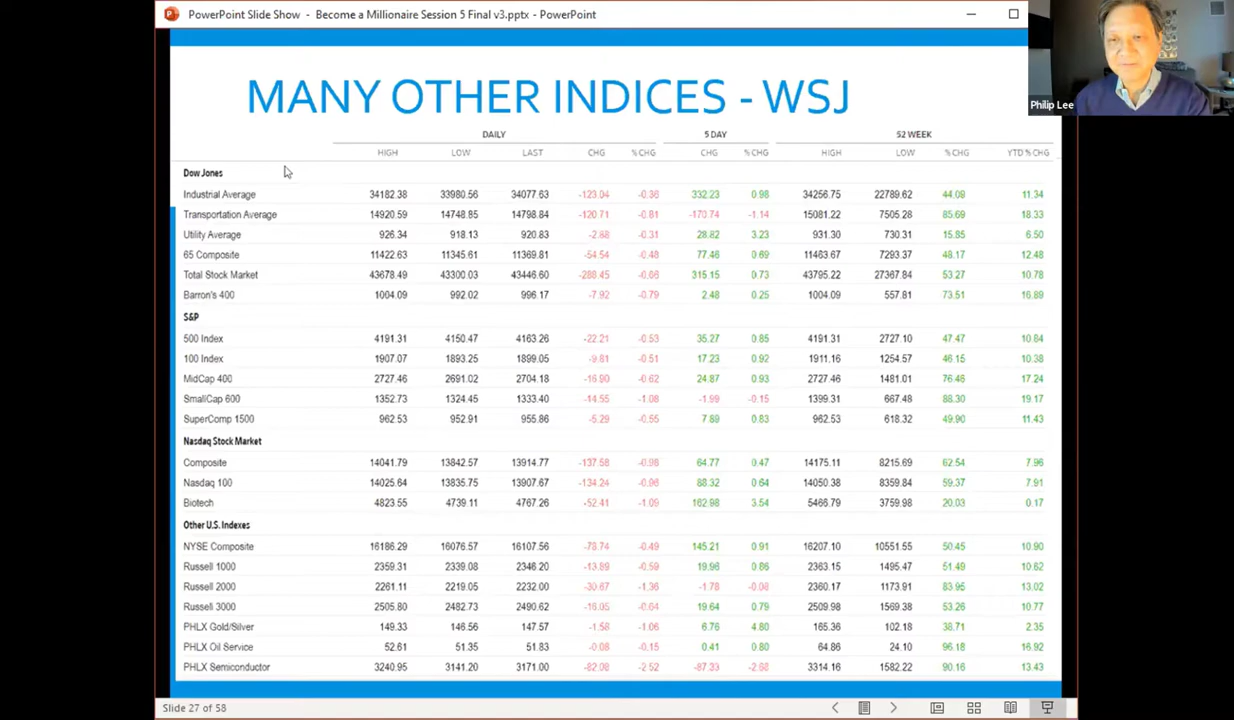 PowerPoint Slide Show - Become a Millionaire Session 5 Final v3.pptx - PowerPoint
Philip Lee
MANY OTHER INDICES - WSJ
DAILY 5 DAY 52 WEEK
HIGH LOW LAST CHG % CHG CHG % CHG HIGH LOW % CHG YTD % CHG
Dow Jones
Industrial Average 34182.38 33980.56 34077.63 -123.04 -0.36 332.23 0.98 34256.75 22789.62 44.09 11.34
Transportation Average 14920.59 14748.85 14798.84 -120.71 -0.81 -170.74 -1.14 15081.22 7505.28 85.69 18.33
Utility Average 926.34 918.13 920.83 -2.88 -0.31 28.82 3.23 931.30 730.31 15.85 6.50
65 Composite 11422.63 11345.61 11369.81 -54.54 -0.48 77.46 0.69 11463.67 7293.37 48.17 12.48
Total Stock Market 43678.49 43300.03 43446.60 -288.45 -0.06 315.15 0.73 43795.22 27367.84 53.27 10.78
Barron's 400 1004.09 992.02 996.17 -7.92 -0.79 2.48 0.25 1004.09 557.81 73.51 16.89
S&P
500 Index 4191.31 4150.47 4163.26 -22.21 -0.53 35.27 0.85 4191.31 2727.10 47.47 10.84
100 Index 1907.07 1893.25 1899.05 -9.81 -0.51 17.23 0.92 1911.16 1254.57 46.15 10.38
MidCap 400 2727.46 2691.02 2704.18 -16.90 -0.62 24.87 0.93 2727.46 1481.01 76.46 17.24
SmallCap 600 1352.73 1324.45 1333.40 -14.55 -1.08 -1.99 -0.15 1399.31 667.48 88.30 19.17
SuperComp 1500 962.53 952.91 955.86 -5.29 -0.55 7.89 0.83 962.53 618.32 49.90 11.43
Nasdaq Stock Market
Composite 14041.79 13842.57 13914.77 -137.58 -0.98 64.77 0.47 14175.11 8215.69 62.54 7.96
Nasdaq 100 14025.64 13835.75 13907.67 -134.24 -0.96 88.32 0.64 14050.38 8359.84 59.37 7.91
Biotech 4823.55 4739.11 4767.26 -52.41 -1.09 162.98 3.54 5466.79 3759.98 20.03 0.17
Other U.S. Indexes
NYSE Composite 16186.29 16076.57 16107.56 -78.74 -0.49 145.21 0.91 16207.10 10551.55 50.45 10.90
Russell 1000 2359.31 2339.08 2346.20 -13.89 -0.59 19.96 0.86 2363.15 1495.47 51.49 10.62
Russell 2000 2261.11 2219.05 2232.00 -30.67 -1.36 -1.78 -0.08 2360.17 1173.91 83.95 13.02
Russell 3000 2505.80 2482.73 2490.62 -16.05 -0.64 19.64 0.79 2509.98 1569.38 53.26 10.77
PHLX Gold/Silver 149.33 146.56 147.57 -1.58 -1.06 6.76 4.80 165.36 102.18 38.71 2.35
PHLX Oil Service 52.61 51.35 51.83 -0.08 -0.15 0.41 0.80 64.86 24.10 96.18 16.92
PHLX Semiconductor 3240.95 3141.20 3171.00 -82.08 -2.52 -87.33 -2.68 3314.16 1582.22 90.16 13.43
Slide 27 of 58